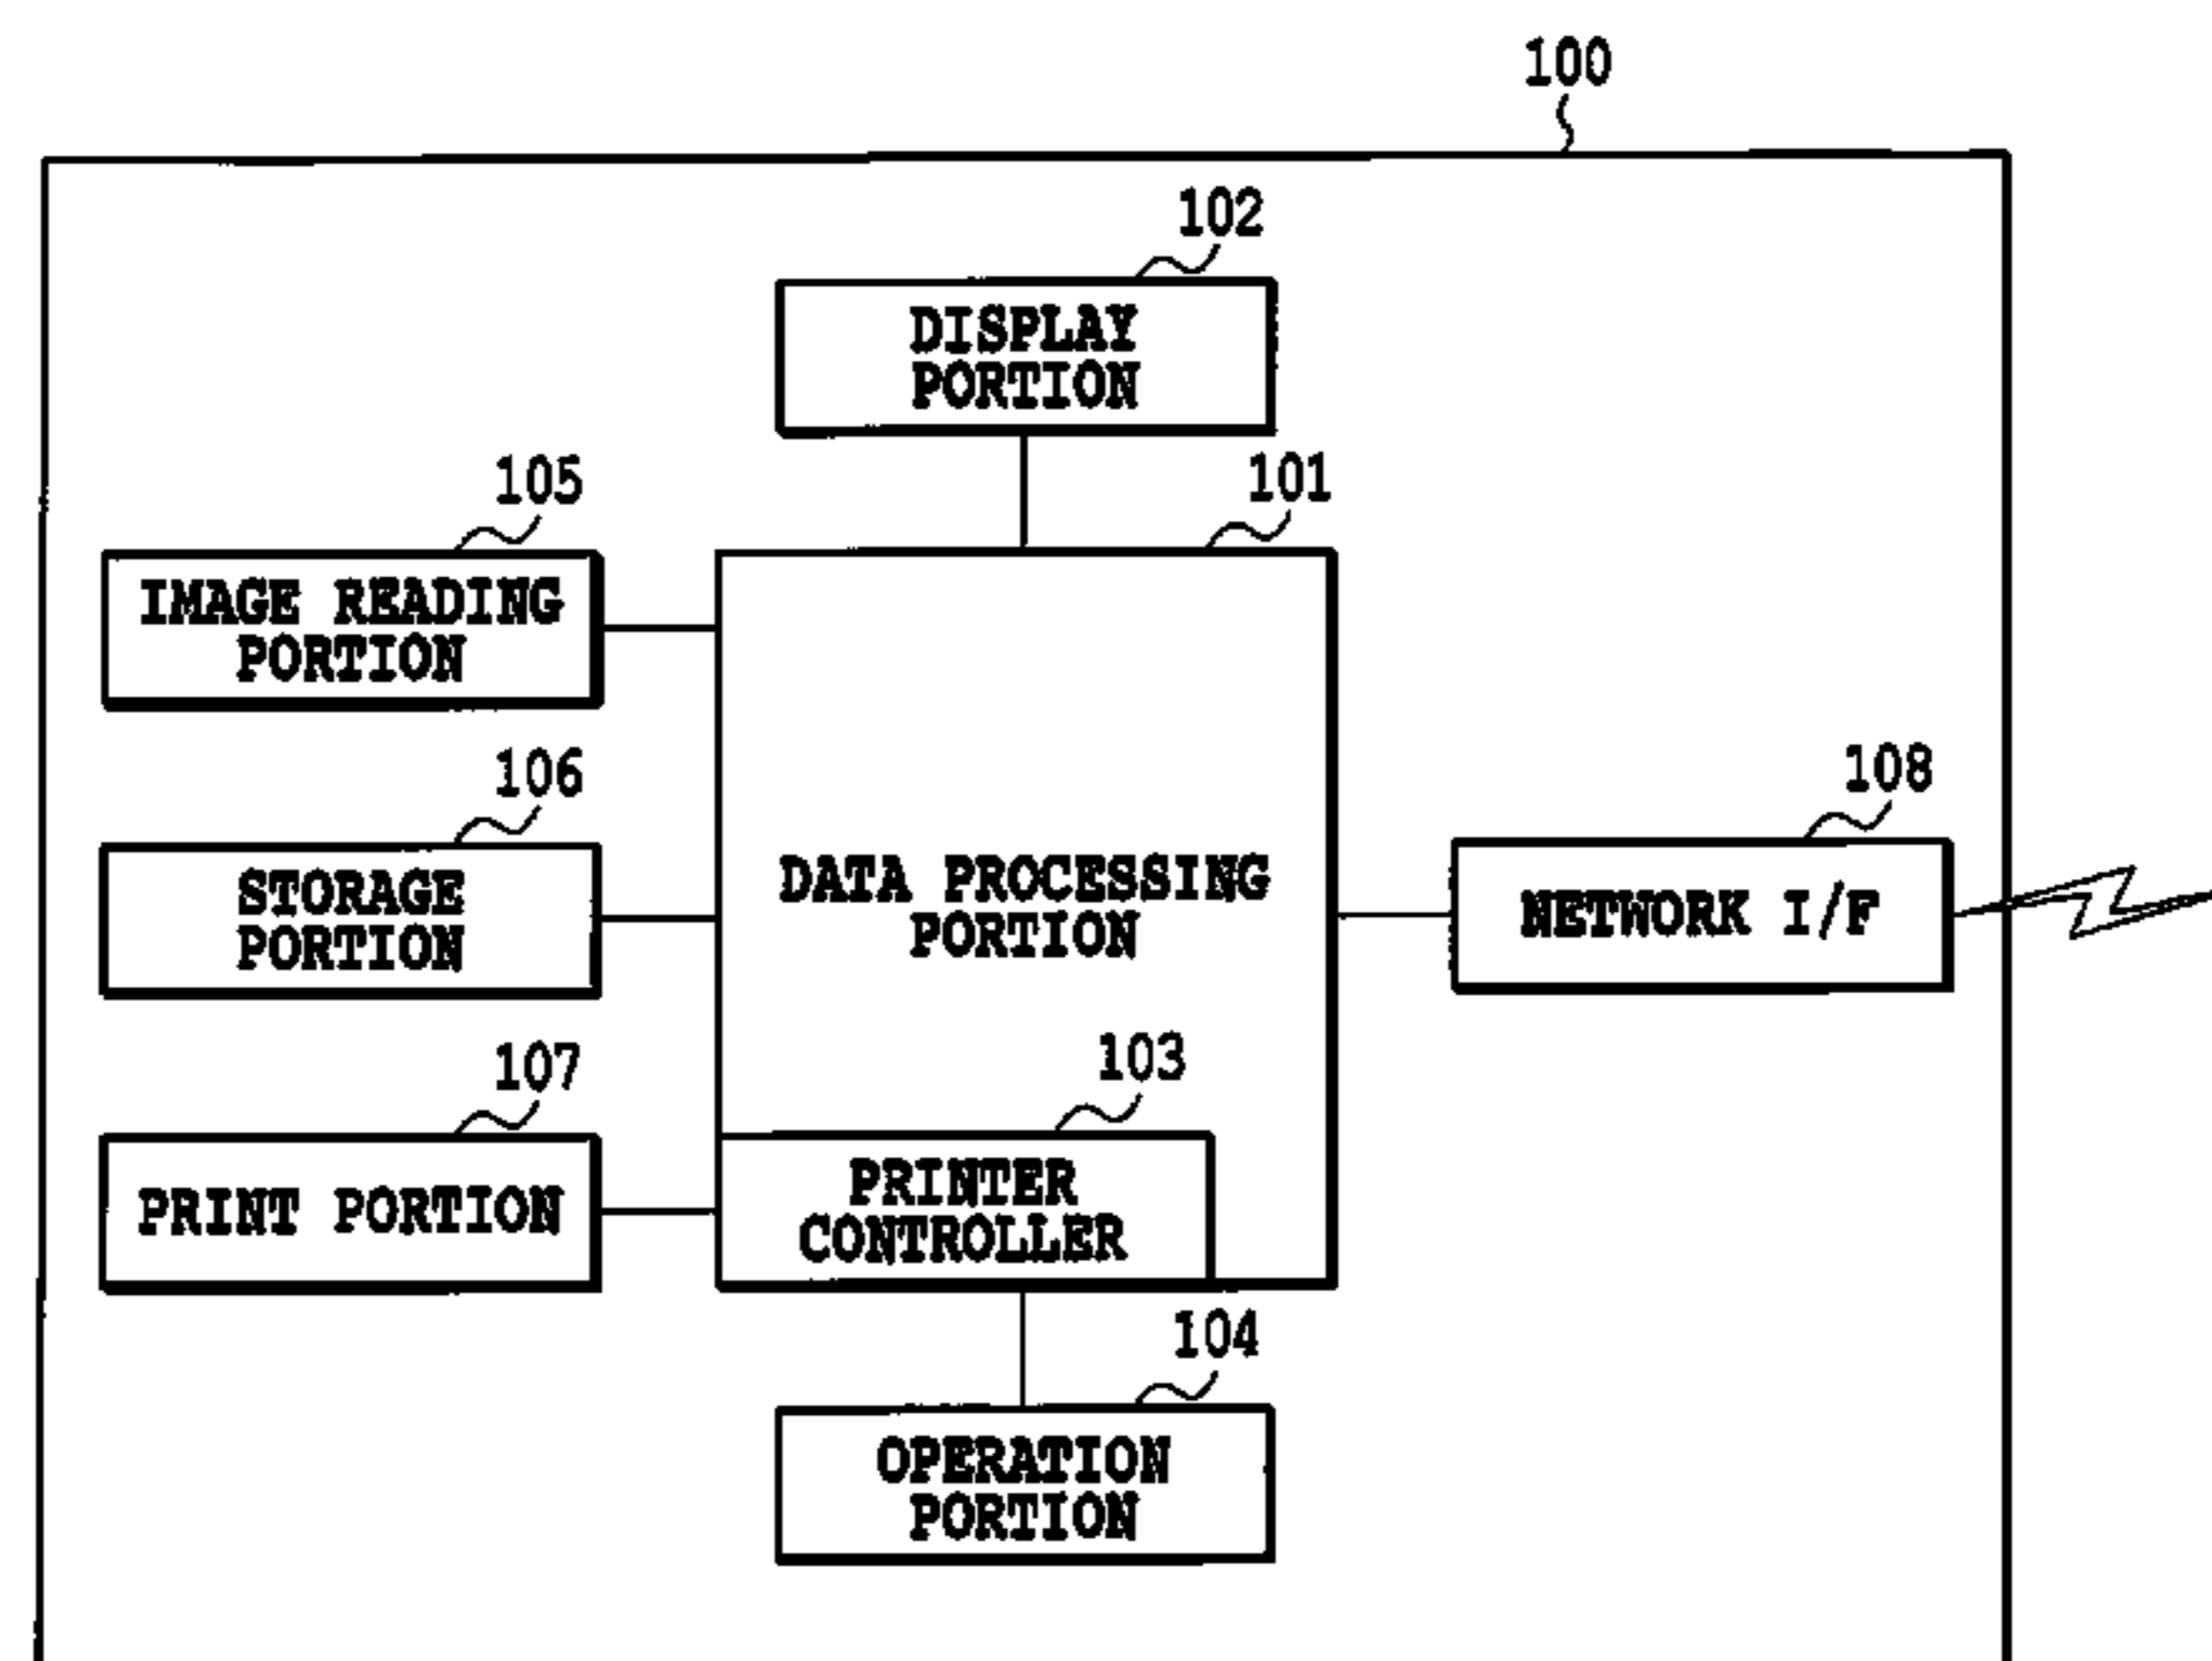 100
102
DISPLAY
PORTION
105
101
IMAGE READING
PORTION
106
108
STORAGE
PORTION
DATA PROCESSING
PORTION
NETWORK I/F
107
103
PRINT PORTION
PRINTER
CONTROLLER
104
OPERATION
PORTION